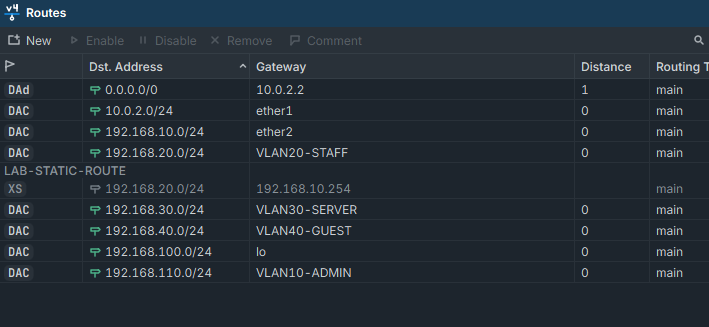 v4 Routes
New Enable Disable Remove Comment
Dst. Address Gateway Distance Routing T
DAd 0.0.0.0/0 10.0.2.2 1 main
DAC 10.0.2.0/24 ether1 0 main
DAC 192.168.10.0/24 ether2 0 main
DAC 192.168.20.0/24 VLAN20-STAFF 0 main
LAB-STATIC-ROUTE
XS 192.168.20.0/24 192.168.10.254 main
DAC 192.168.30.0/24 VLAN30-SERVER 0 main
DAC 192.168.40.0/24 VLAN40-GUEST 0 main
DAC 192.168.100.0/24 lo 0 main
DAC 192.168.110.0/24 VLAN10-ADMIN 0 main